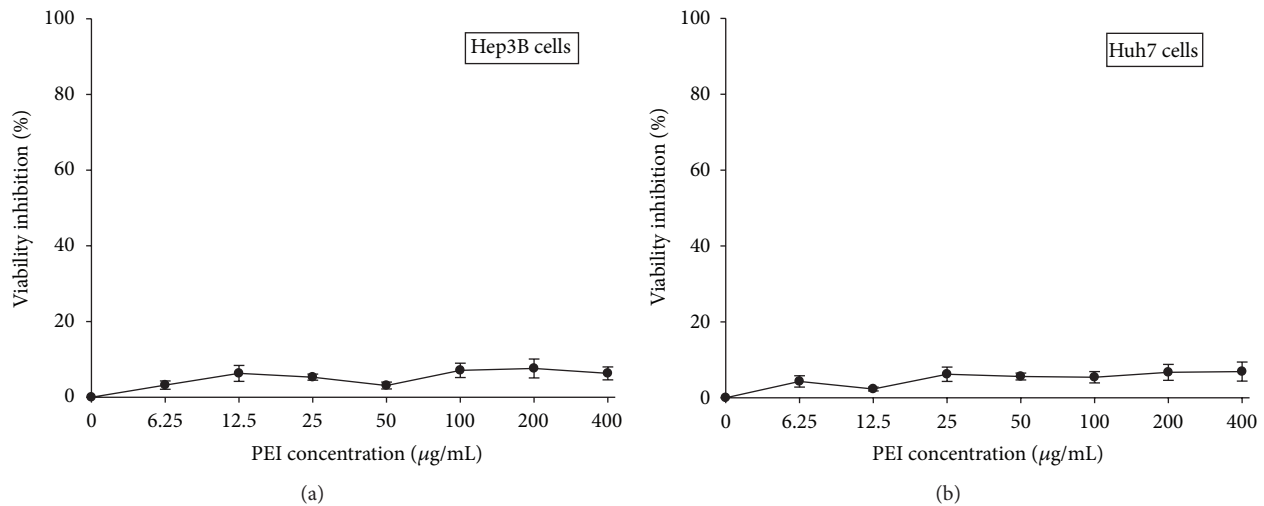 Hep3B cells
Viability inhibition (%)
100
80
60
40
20
0
0 6.25 12.5 25 50 100 200 400
PEI concentration (μg/mL)
(a)
Huh7 cells
Viability inhibition (%)
100
80
60
40
20
0
0 6.25 12.5 25 50 100 200 400
PEI concentration (μg/mL)
(b)